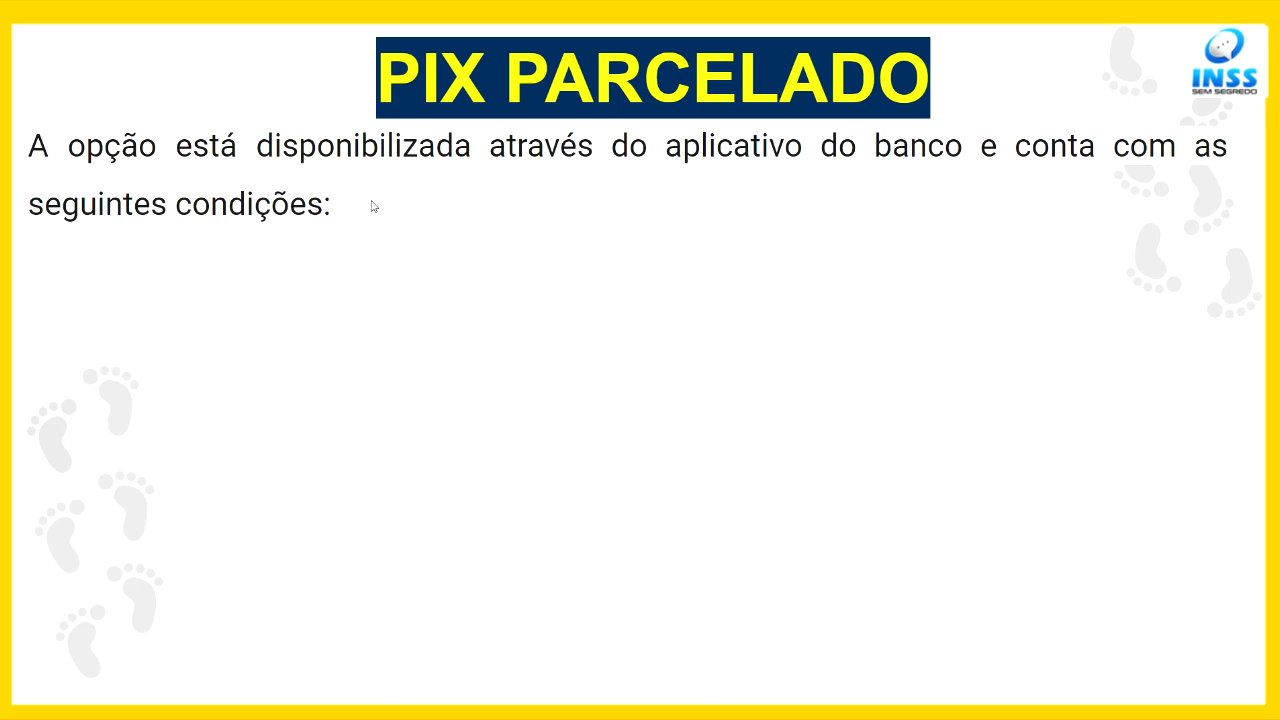 PIX PARCELADO
INSS
SEM SEGREDO
A opção está disponibilizada através do aplicativo do banco e conta com as
seguintes condições: